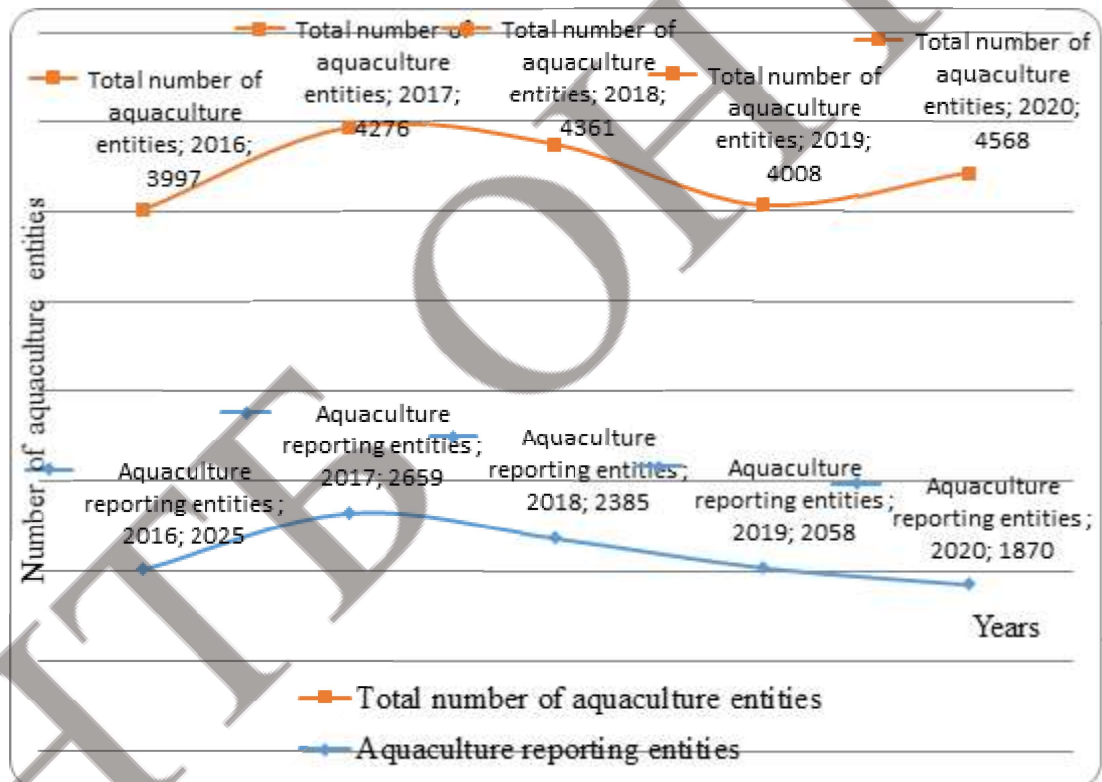 Total number of
aquaculture
entities; 2016;
3997
Total number of
aquaculture
entities; 2017;
4276
Total number of
aquaculture
entities; 2018;
4361
Total number of
aquaculture
entities; 2019;
4008
Total number of
aquaculture
entities; 2020;
4568
Number of aquaculture entities
Aquaculture
reporting entities;
2016; 2025
Aquaculture
reporting entities;
2017; 2659
Aquaculture
reporting entities;
2018; 2385
Aquaculture
reporting entities;
2019; 2058
Aquaculture
reporting entities;
2020; 1870
Years
Total number of aquaculture entities
Aquaculture reporting entities